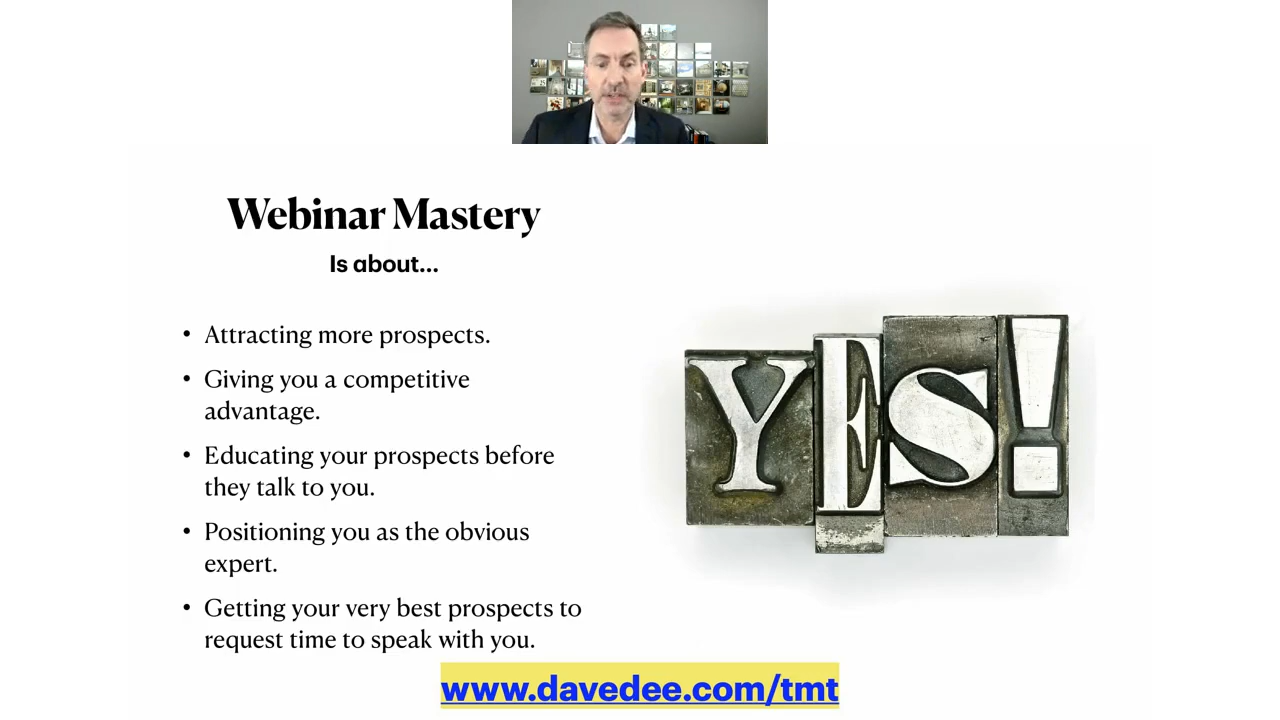 Webinar Mastery
Is about...
• Attracting more prospects.
• Giving you a competitive
advantage.
• Educating your prospects before
they talk to you.
• Positioning you as the obvious
expert.
• Getting your very best prospects to
request time to speak with you.
YES!
www.davedee.com/tmt